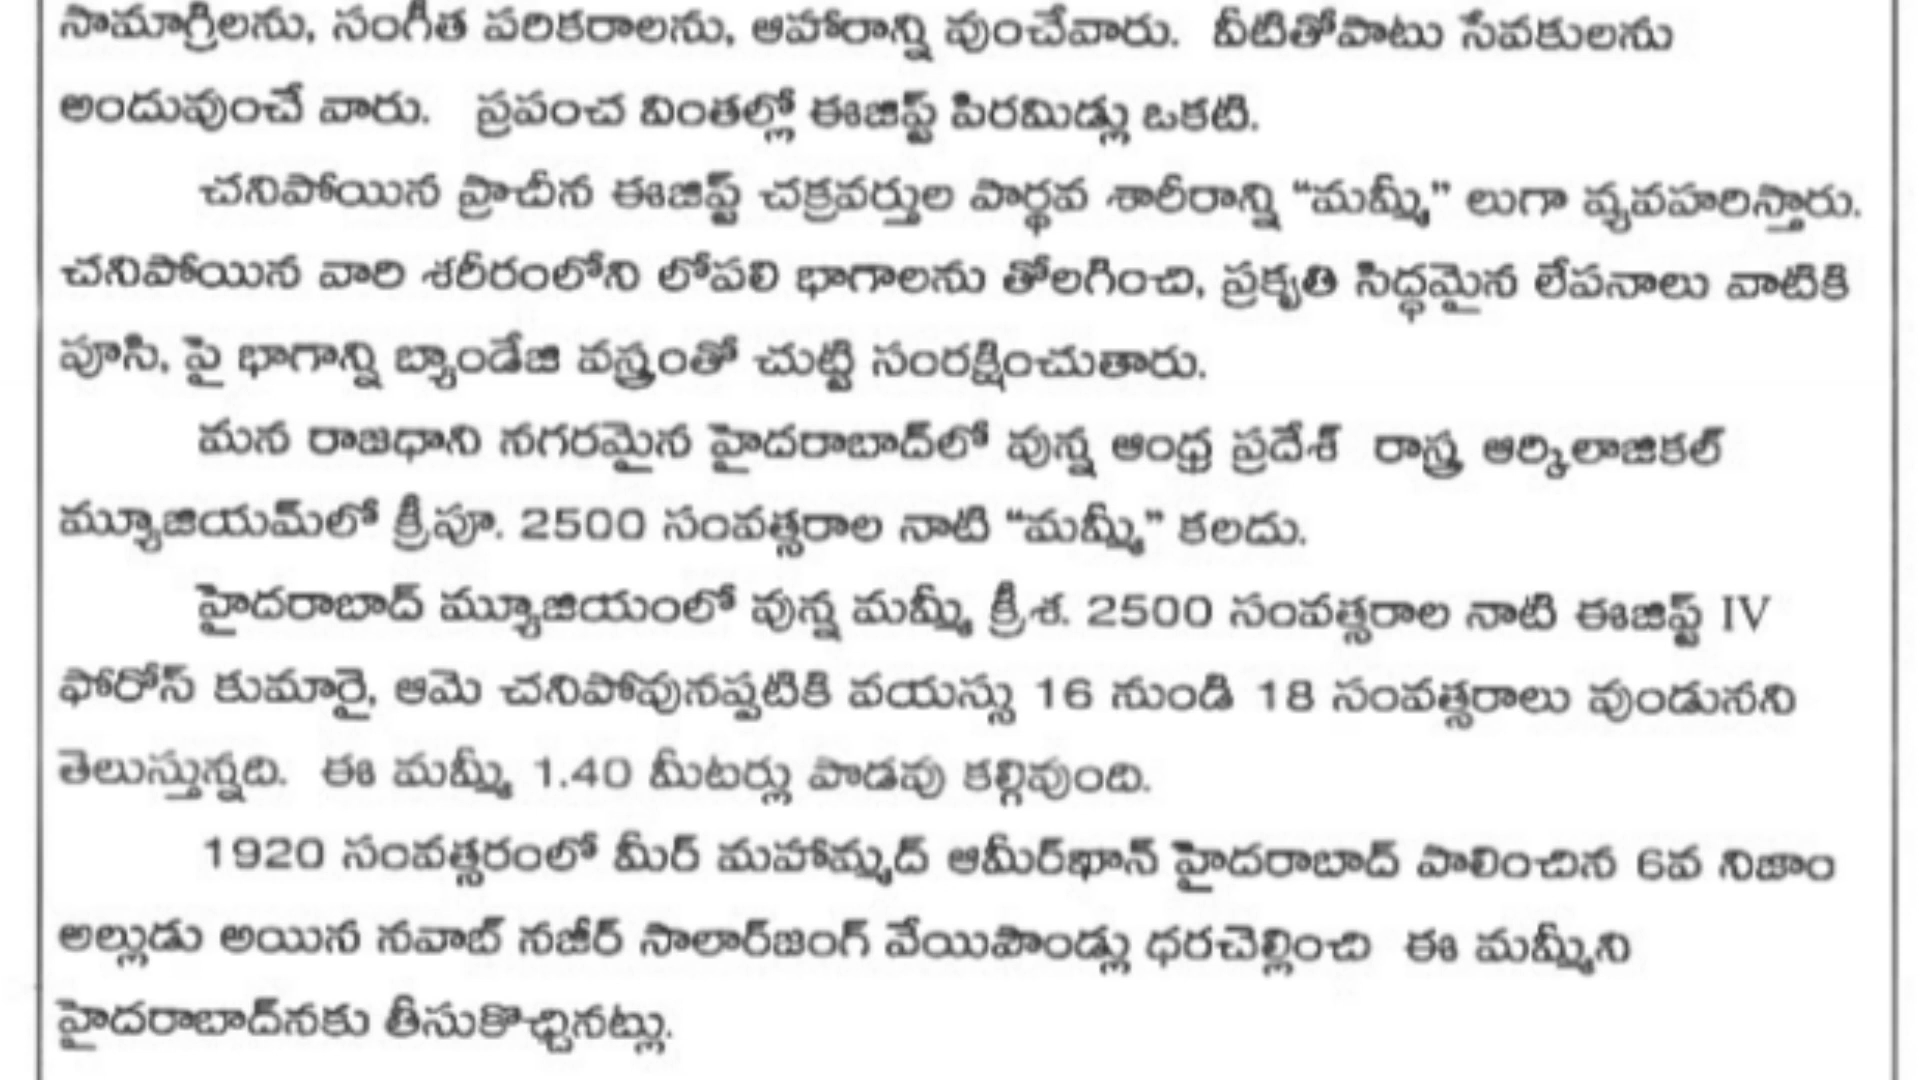 సామాగ్రిలను, సంగీత పరికరాలను, ఆహారాన్ని వుంచేవారు. వీటితోపాటు సేవకులను
అందువుంచే వారు. ప్రపంచ వింతల్లో ఈజిప్ట్ పిరమిడ్లు ఒకటి.
చనిపోయిన ప్రాచీన ఈజిప్ట్ చక్రవర్తుల పార్థవ శారీరాన్ని “మమ్మీ” లుగా వ్యవహరిస్తారు.
చనిపోయిన వారి శరీరంలోని లోపలి భాగాలను తోలగించి, ప్రకృతి సిద్ధమైన లేపనాలు వాటికి
పూసి, పై భాగాన్ని బ్యాండేజి వస్త్రంతో చుట్టి సంరక్షించుతారు.
మన రాజధాని నగరమైన హైదరాబాద్‌లో వున్న ఆంధ్ర ప్రదేశ్ రాస్త్ర ఆర్కిలాజికల్
మ్యూజియమ్‌లో క్రీ.పూ. 2500 సంవత్సరాల నాటి “మమ్మీ” కలదు.
హైదరాబాద్ మ్యూజియంలో వున్న మమ్మీ క్రీ.శ. 2500 సంవత్సరాల నాటి ఈజిప్ట్ IV
ఫోరోస్ కుమారై, ఆమె చనిపోవునప్పటికి వయస్సు 16 నుండి 18 సంవత్సరాలు వుండునని
తెలుస్తున్నది. ఈ మమ్మీ 1.40 మీటర్లు పొడవు కల్గివుంది.
1920 సంవత్సరంలో మీర్ మహమ్మద్ ఆమీర్‌ఖాన్ హైదరాబాద్ పాలించిన 6వ నిజాం
అల్లుడు అయిన నవాబ్ నజీర్ సాలార్‌జంగ్ వేయిపౌండ్లు ధరచెల్లించి ఈ మమ్మీని
హైదరాబాద్‌నకు తీసుకొచ్చినట్లు.